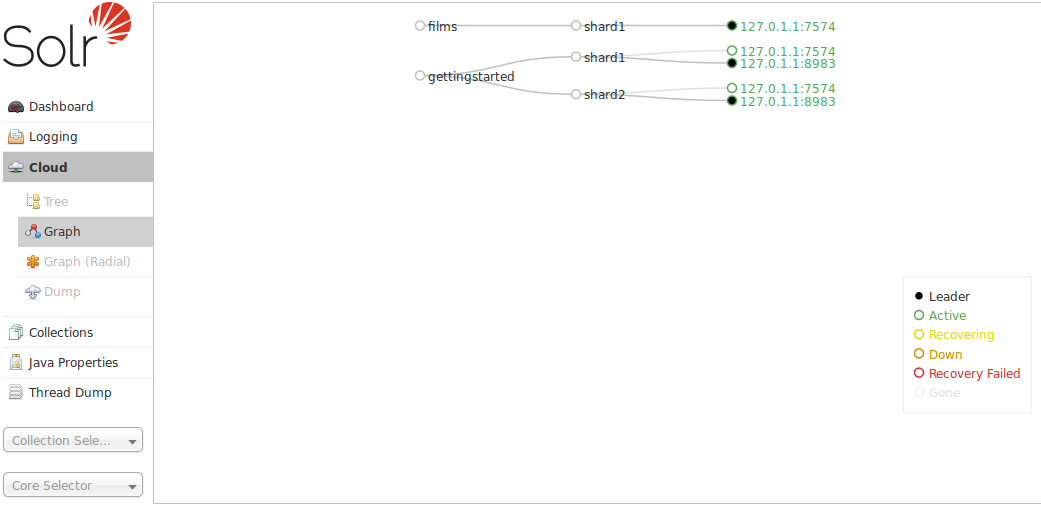 Solr
Dashboard
Logging
Cloud
Tree
Graph
Graph (Radial)
Dump
Collections
Java Properties
Thread Dump
Collection Sele...
Core Selector
films
shard1
127.0.1.1:7574
gettingstarted
shard1
127.0.1.1:7574
127.0.1.1:8983
shard2
127.0.1.1:7574
127.0.1.1:8983
Leader
Active
Recovering
Down
Recovery Failed
Gone